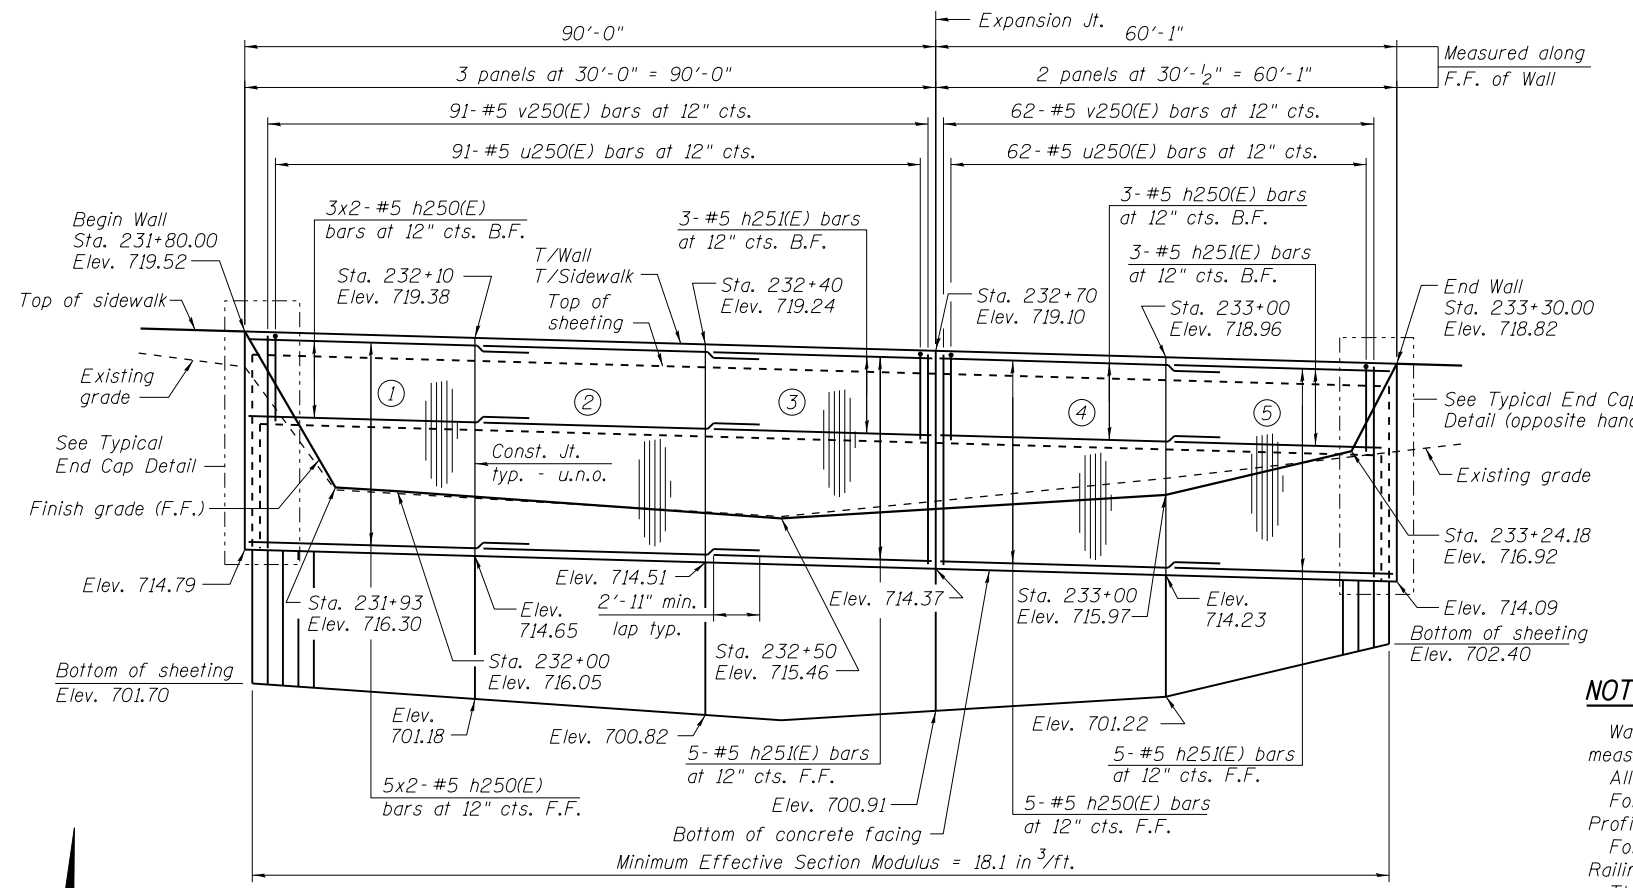 Expansion Jt.
90'-0"
60'-1"
Measured along
F.F. of Wall
3 panels at 30'-0" = 90'-0"
2 panels at 30'-½" = 60'-1"
91-#5 v250(E) bars at 12" cts.
62-#5 v250(E) bars at 12" cts.
91-#5 u250(E) bars at 12" cts.
62-#5 u250(E) bars at 12" cts.
Begin Wall
Sta. 231+80.00
Elev. 719.52
3x2-#5 h250(E)
bars at 12" cts. B.F.
3-#5 h251(E) bars
at 12" cts. B.F.
3-#5 h250(E) bars
at 12" cts. B.F.
3-#5 h251(E) bars
at 12" cts. B.F.
Top of sidewalk
Sta. 232+10
Elev. 719.38
T/Wall
T/Sidewalk
Top of
sheeting
Sta. 232+40
Elev. 719.24
Sta. 232+70
Elev. 719.10
Sta. 233+00
Elev. 718.96
End Wall
Sta. 233+30.00
Elev. 718.82
Existing
grade
1
2
3
4
5
See Typical End Cap
Detail (opposite hand
See Typical
End Cap Detail
Const. Jt.
typ. - u.n.o.
Existing grade
Finish grade (F.F.)
Sta. 233+24.18
Elev. 716.92
Elev. 714.79
Sta. 231+93
Elev. 716.30
Elev.
714.65
Elev. 714.51
2'-11" min.
lap typ.
Elev. 714.37
Sta. 233+00
Elev. 715.97
Elev.
714.23
Elev. 714.09
Bottom of sheeting
Elev. 702.40
Bottom of sheeting
Elev. 701.70
Sta. 232+00
Elev. 716.05
Sta. 232+50
Elev. 715.46
Elev.
701.18
Elev. 700.82
Elev. 701.22
5-#5 h251(E) bars
at 12" cts. F.F.
5-#5 h251(E) bars
at 12" cts. F.F.
5x2-#5 h250(E)
bars at 12" cts. F.F.
Elev. 700.91
5-#5 h250(E) bars
at 12" cts. F.F.
Bottom of concrete facing
Minimum Effective Section Modulus = 18.1 in³/ft.
NOT
Wa
meas
All
Fo
Profi
Fo
Railin